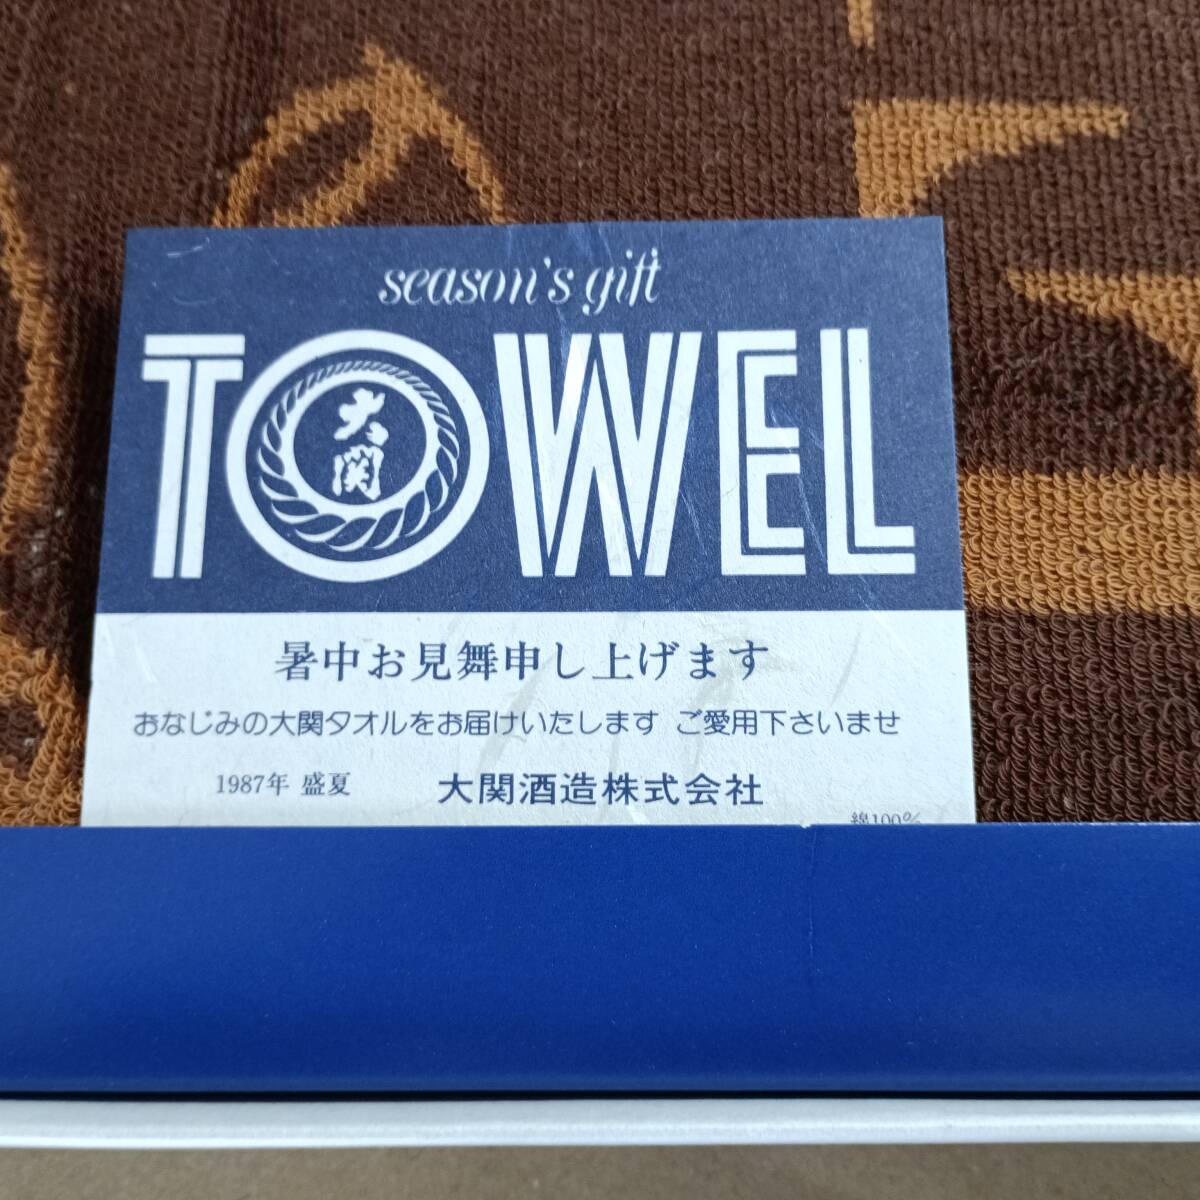 season's gift
TOWEL
大関
暑中お見舞申し上げます
おなじみの大関タオルをお届けいたします ご愛用下さいませ
1987年 盛夏 大関酒造株式会社
綿100%